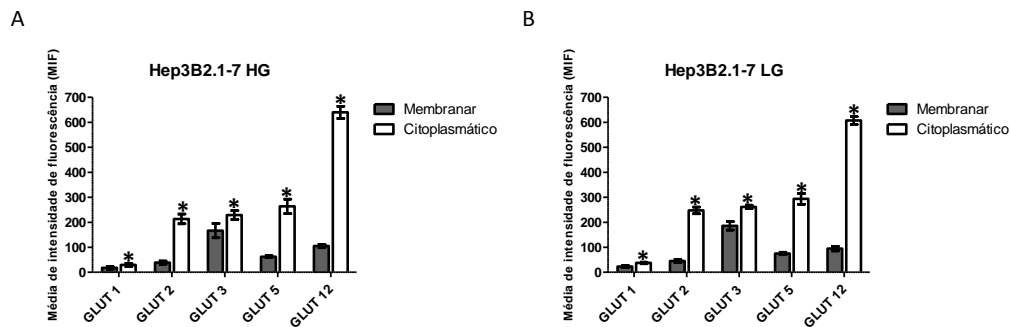 A
Hep3B2.1-7 HG
Média de intensidade de fluorescência (MIF)
700
600
500
400
300
200
100
0
*
*
*
*
*
GLUT 1
GLUT 2
GLUT 3
GLUT 5
GLUT 12
Membranar
Citoplasmático
B
Hep3B2.1-7 LG
Média de intensidade de fluorescência (MIF)
700
600
500
400
300
200
100
0
*
*
*
*
*
GLUT 1
GLUT 2
GLUT 3
GLUT 5
GLUT 12
Membranar
Citoplasmático